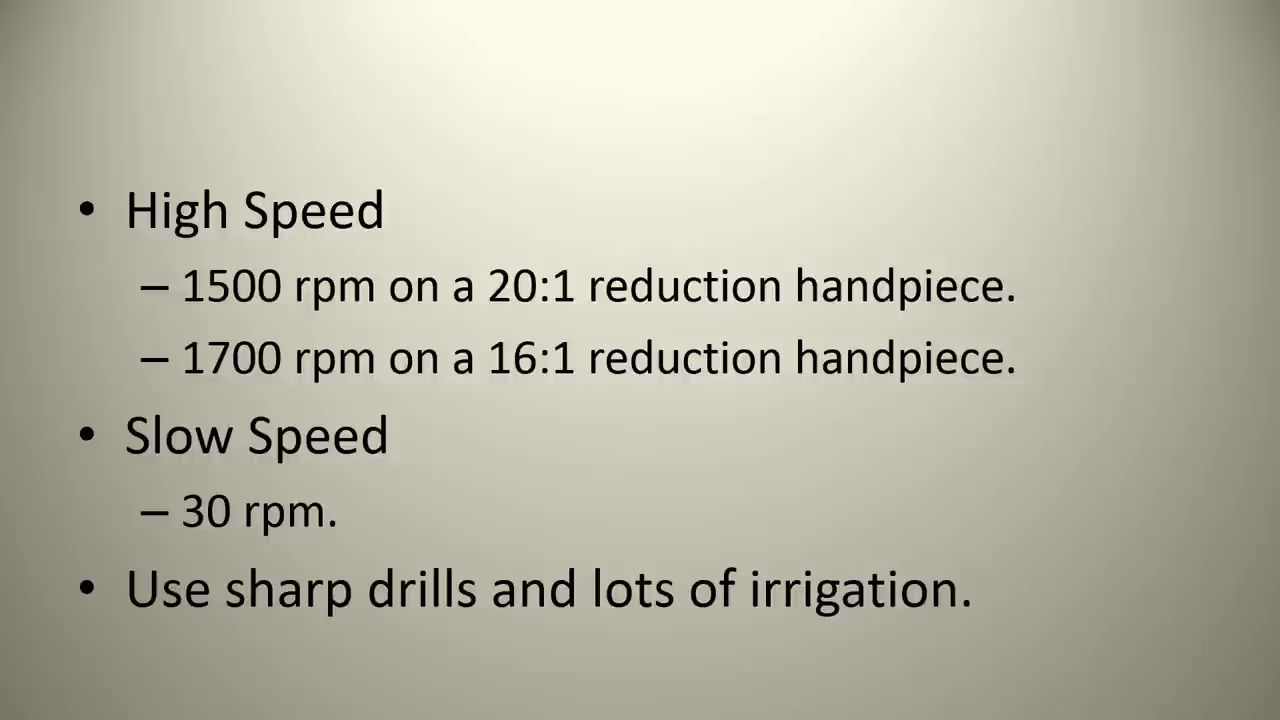 • High Speed
– 1500 rpm on a 20:1 reduction handpiece.
– 1700 rpm on a 16:1 reduction handpiece.
• Slow Speed
– 30 rpm.
• Use sharp drills and lots of irrigation.